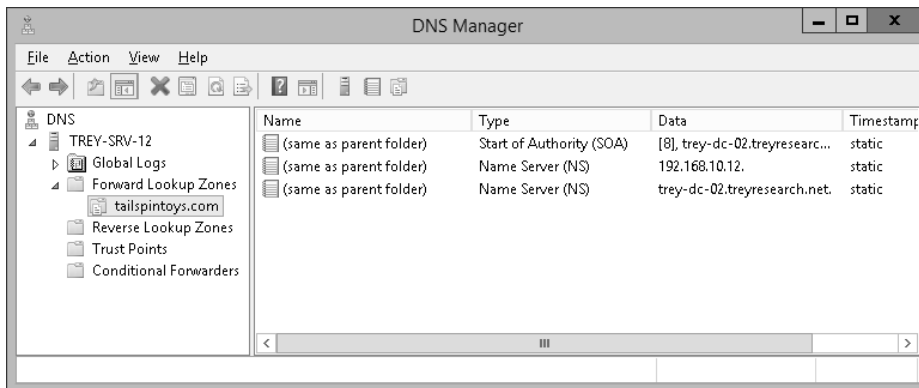 DNS Manager
File Action View Help
DNS
TREY-SRV-12
Global Logs
Forward Lookup Zones
tailspintoys.com
Reverse Lookup Zones
Trust Points
Conditional Forwarders
Name Type Data Timestamp
(same as parent folder) Start of Authority (SOA) [8], trey-dc-02.treyresearc... static
(same as parent folder) Name Server (NS) 192.168.10.12. static
(same as parent folder) Name Server (NS) trey-dc-02.treyresearch.net. static